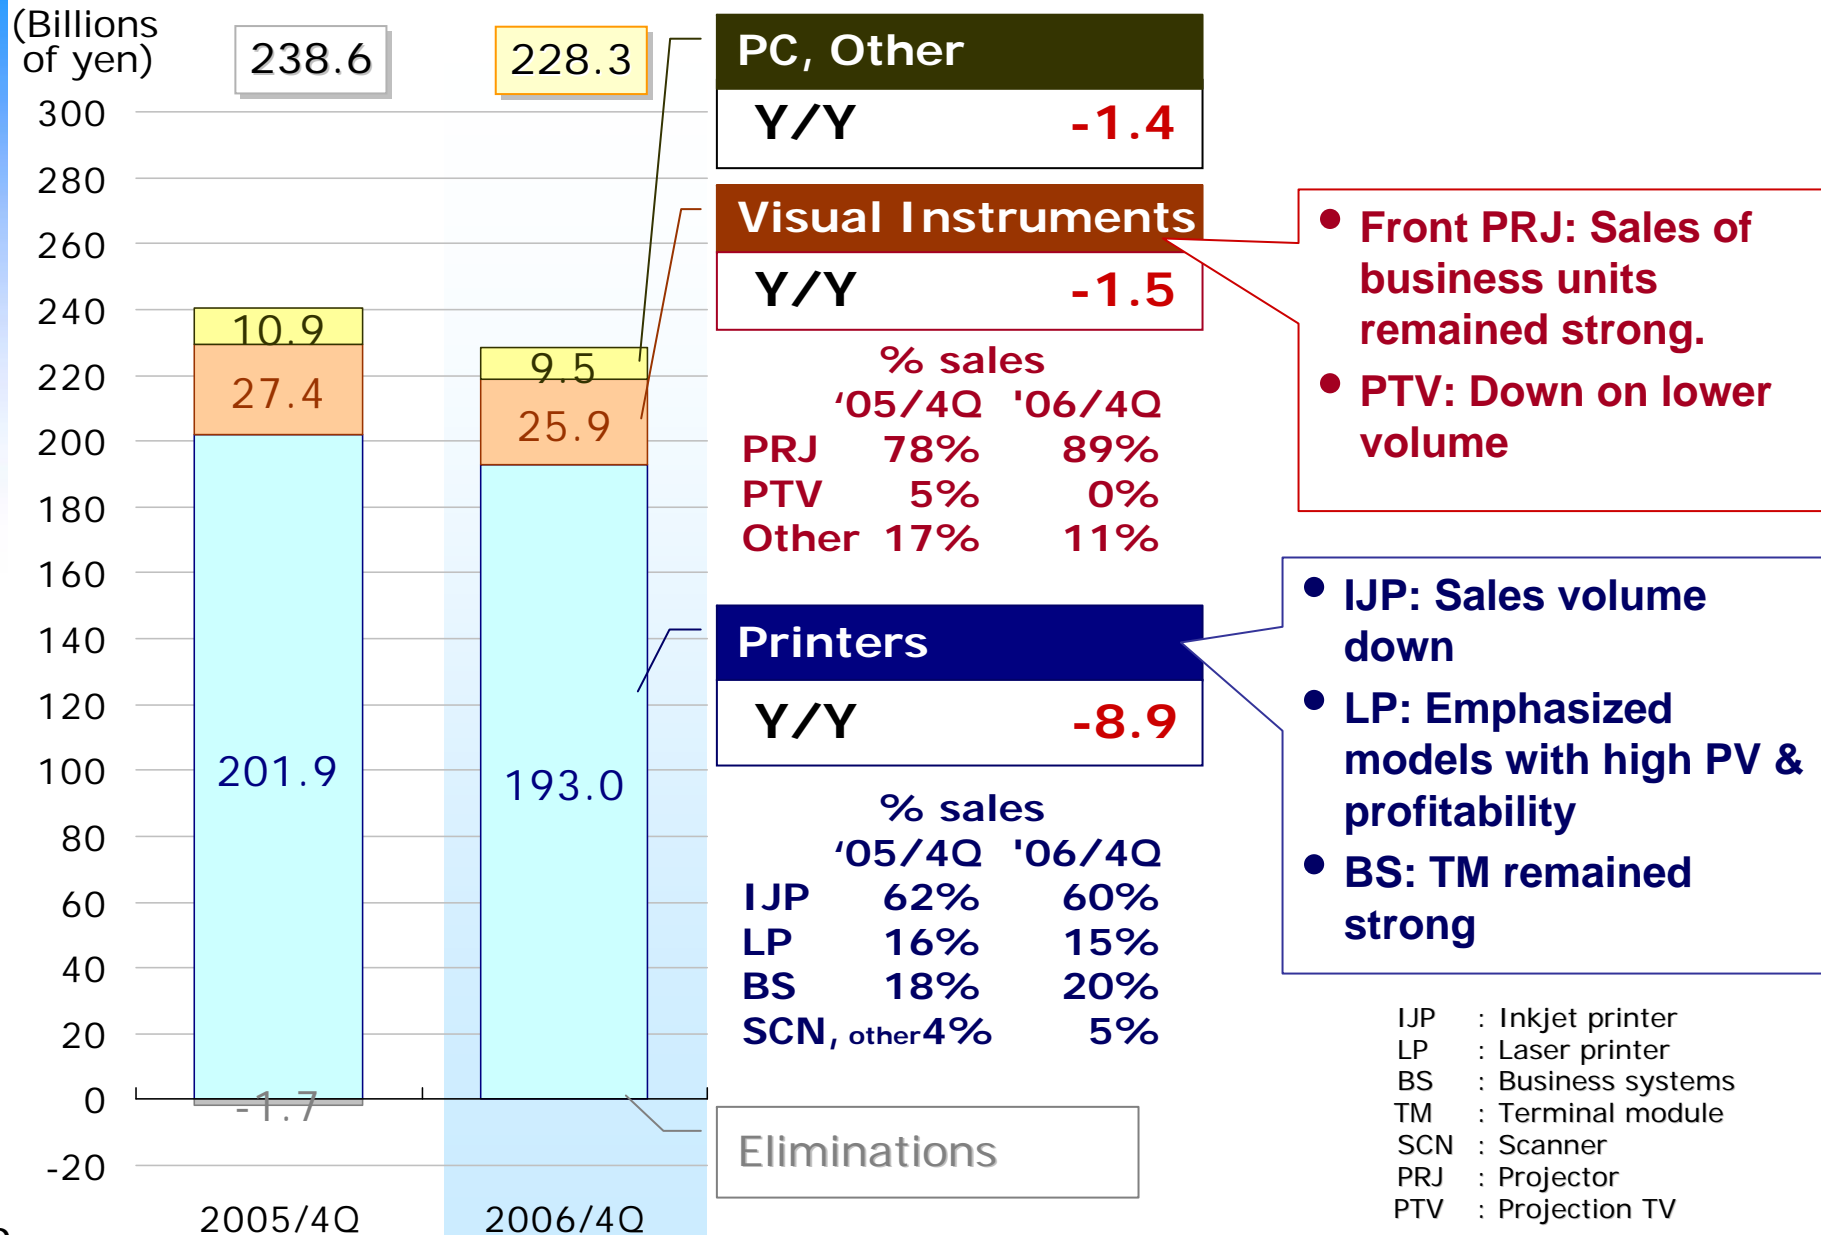 (Billions
of yen)
238.6
228.3
300
280
260
240
220
200
180
160
140
120
100
80
60
40
20
0
-20
10.9
27.4
201.9
-1.7
9.5
25.9
193.0
2005/4Q
2006/4Q
PC, Other
Y/Y -1.4
Visual Instruments
Y/Y -1.5
% sales
‘05/4Q '06/4Q
PRJ 78% 89%
PTV 5% 0%
Other 17% 11%
Printers
Y/Y -8.9
% sales
‘05/4Q '06/4Q
IJP 62% 60%
LP 16% 15%
BS 18% 20%
SCN, other 4% 5%
Eliminations
• Front PRJ: Sales of
business units
remained strong.
• PTV: Down on lower
volume
• IJP: Sales volume
down
• LP: Emphasized
models with high PV &
profitability
• BS: TM remained
strong
IJP : Inkjet printer
LP : Laser printer
BS : Business systems
TM : Terminal module
SCN : Scanner
PRJ : Projector
PTV : Projection TV